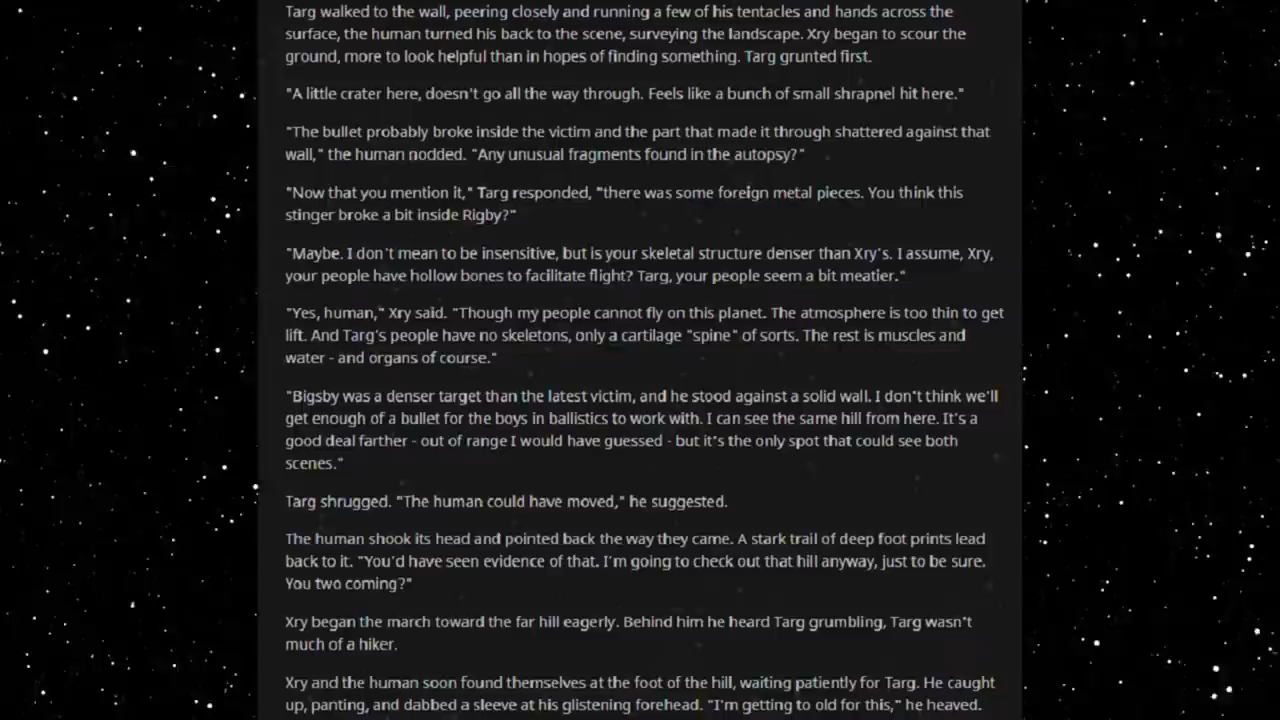 Targ walked to the wall, peering closely and running a few of his tentacles and hands across the
surface, the human turned his back to the scene, surveying the landscape. Xry began to scour the
ground, more to look helpful than in hopes of finding something. Targ grunted first.
"A little crater here, doesn't go all the way through. Feels like a bunch of small shrapnel hit here."
"The bullet probably broke inside the victim and the part that made it through shattered against that
wall," the human nodded. "Any unusual fragments found in the autopsy?"
"Now that you mention it," Targ responded, "there was some foreign metal pieces. You think this
stinger broke a bit inside Rigby?"
"Maybe. I don't mean to be insensitive, but is your skeletal structure denser than Xry's. I assume, Xry,
your people have hollow bones to facilitate flight? Targ, your people seem a bit meatier."
"Yes, human," Xry said. "Though my people cannot fly on this planet. The atmosphere is too thin to get
lift. And Targ's people have no skeletons, only a cartilage "spine" of sorts. The rest is muscles and
water - and organs of course."
"Bigsby was a denser target than the latest victim, and he stood against a solid wall. I don't think we'll
get enough of a bullet for the boys in ballistics to work with. I can see the same hill from here. It's a
good deal farther - out of range I would have guessed - but it's the only spot that could see both
scenes."
Targ shrugged. "The human could have moved," he suggested.
The human shook its head and pointed back the way they came. A stark trail of deep foot prints lead
back to it. "You'd have seen evidence of that. I'm going to check out that hill anyway, just to be sure.
You two coming?"
Xry began the march toward the far hill eagerly. Behind him he heard Targ grumbling, Targ wasn't
much of a hiker.
Xry and the human soon found themselves at the foot of the hill, waiting patiently for Targ. He caught
up, panting, and dabbed a sleeve at his glistening forehead. "I'm getting to old for this," he heaved.